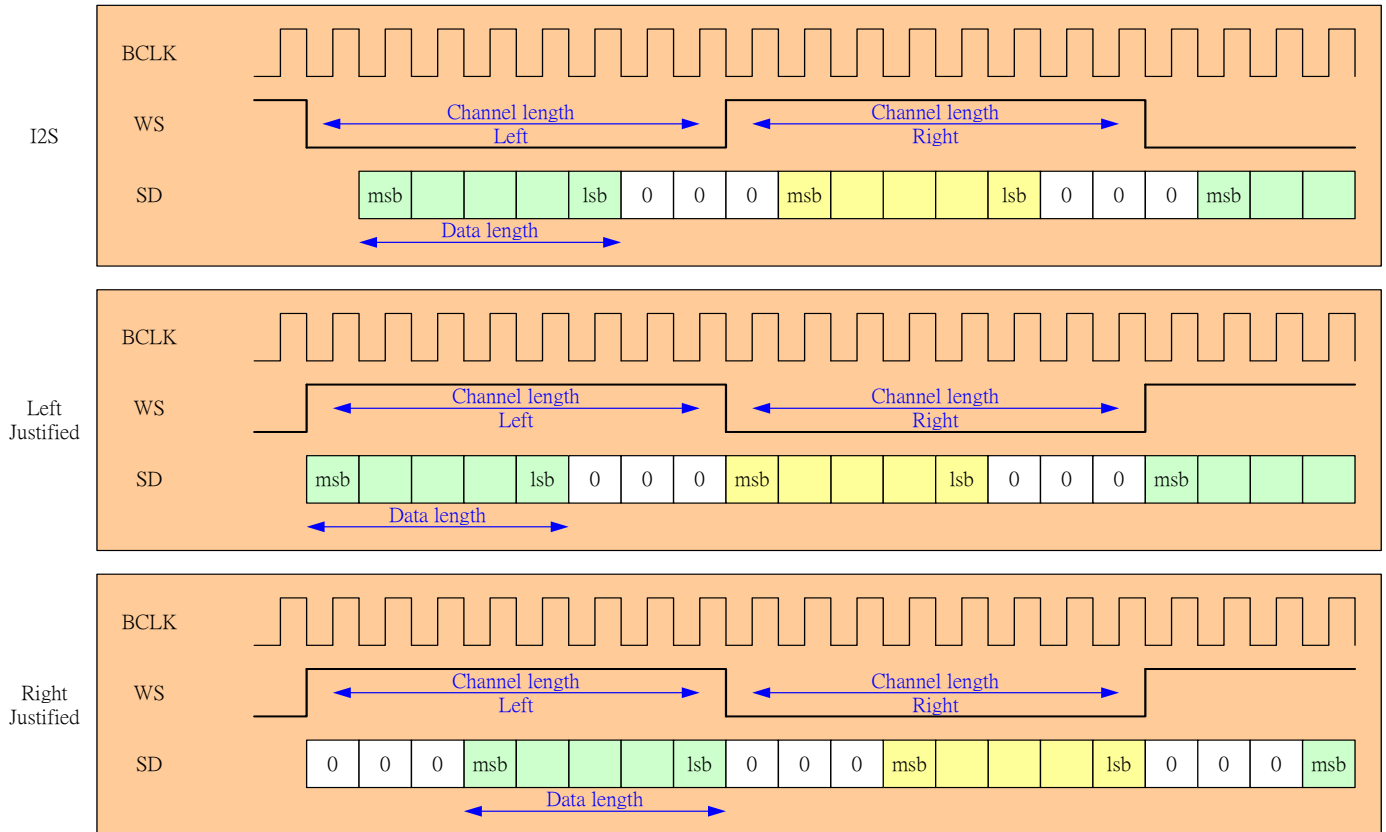 BCLK
I2S
WS
Channel length
Left
Channel length
Right
SD
msb lsb 0 0 0 msb lsb 0 0 0 msb
Data length
BCLK
Left
Justified
WS
Channel length
Left
Channel length
Right
SD
msb lsb 0 0 0 msb lsb 0 0 0 msb
Data length
BCLK
Right
Justified
WS
Channel length
Left
Channel length
Right
SD
0 0 0 msb lsb 0 0 0 msb lsb 0 0 0 msb
Data length